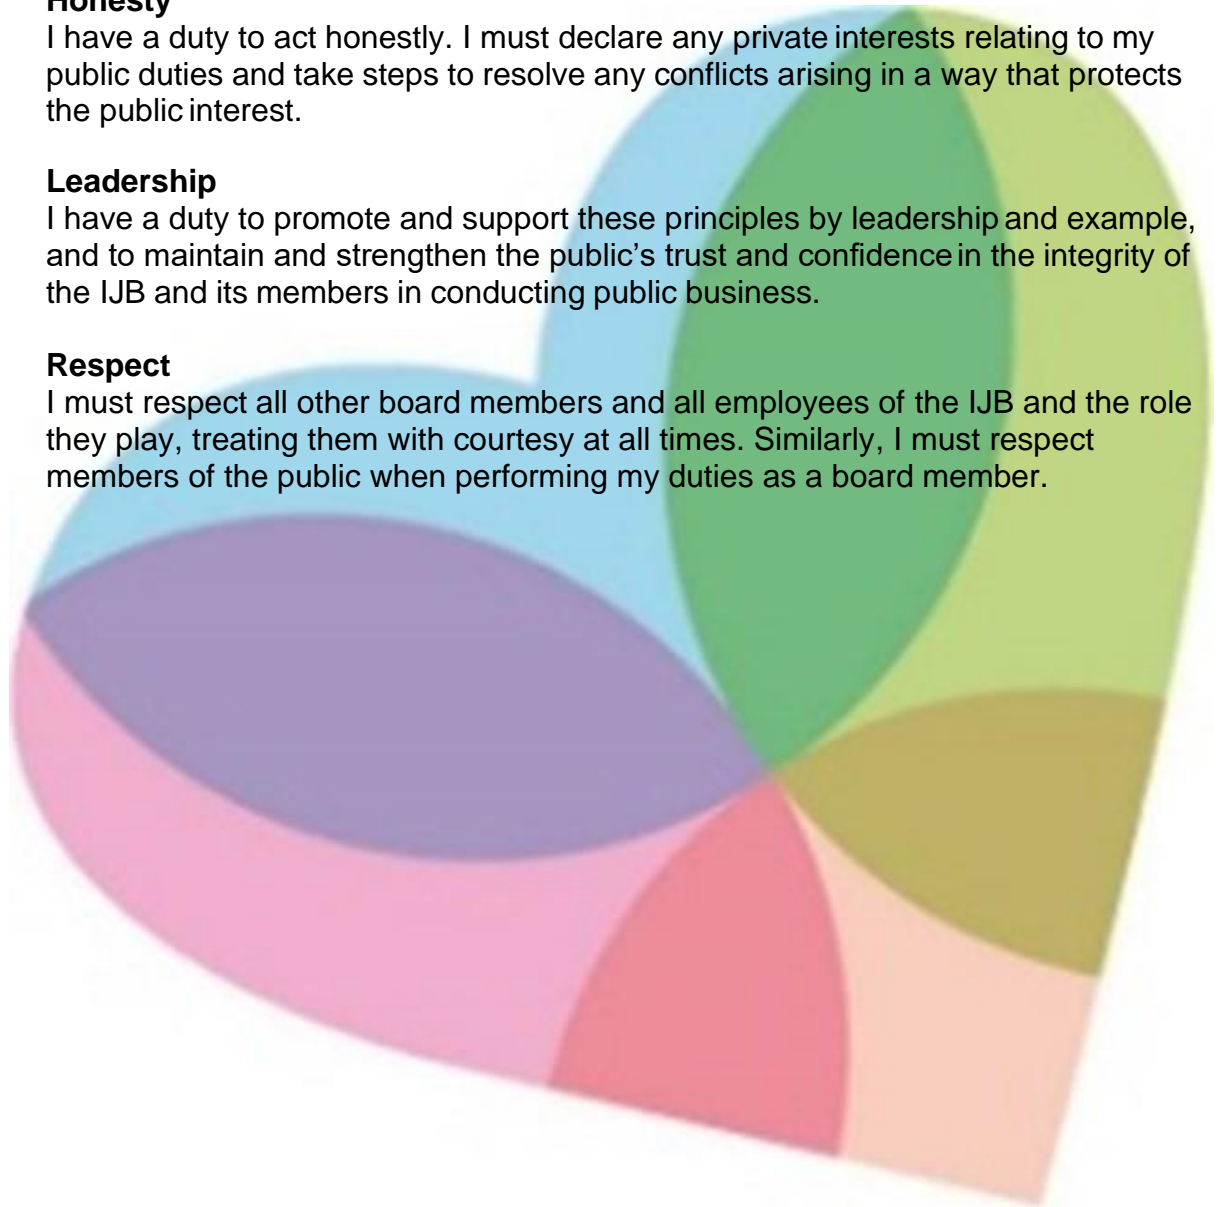 Honesty
I have a duty to act honestly. I must declare any private interests relating to my
public duties and take steps to resolve any conflicts arising in a way that protects
the public interest.
Leadership
I have a duty to promote and support these principles by leadership and example,
and to maintain and strengthen the public’s trust and confidence in the integrity of
the IJB and its members in conducting public business.
Respect
I must respect all other board members and all employees of the IJB and the role
they play, treating them with courtesy at all times. Similarly, I must respect
members of the public when performing my duties as a board member.